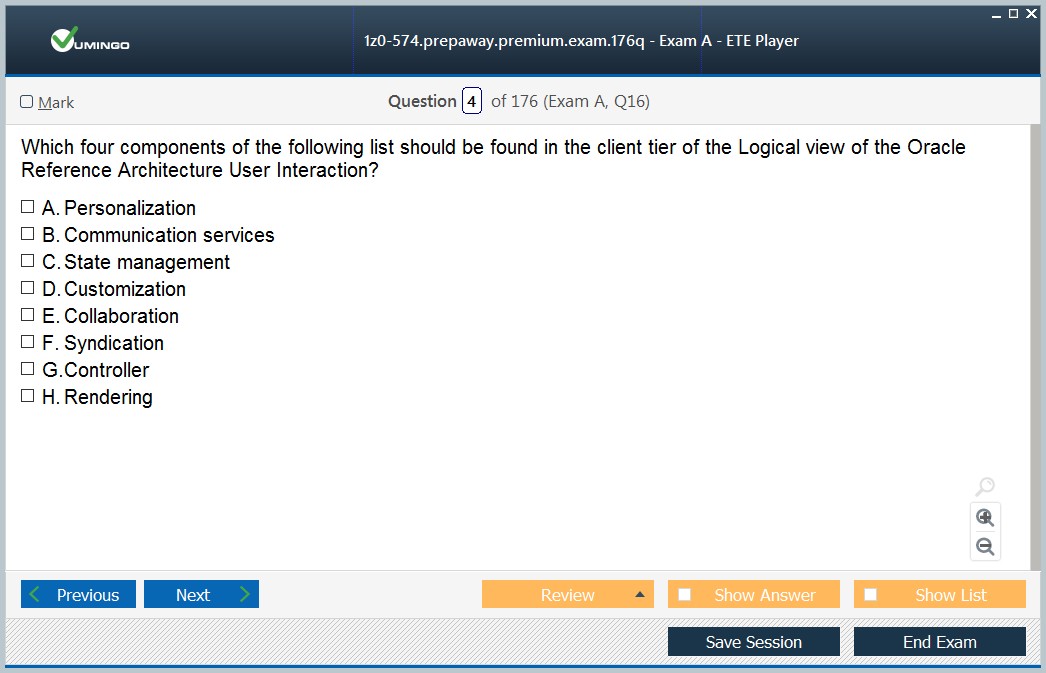 VUMINGO
1z0-574.prepaway.premium.exam.176q - Exam A - ETE Player
Mark
Question 4 of 176 (Exam A, Q16)
Which four components of the following list should be found in the client tier of the Logical view of the Oracle
Reference Architecture User Interaction?
A. Personalization
B. Communication services
C. State management
D. Customization
E. Collaboration
F. Syndication
G. Controller
H. Rendering
Previous
Next
Review
Show Answer
Show List
Save Session
End Exam